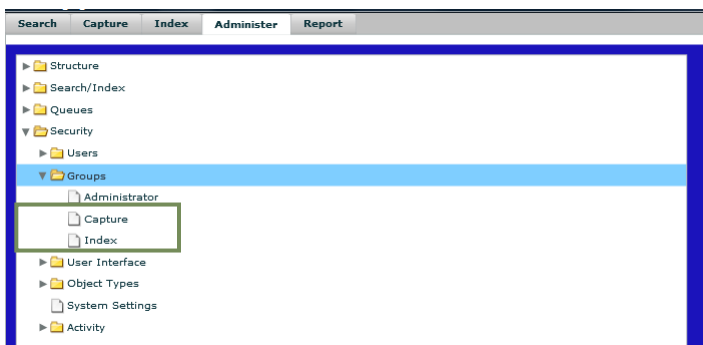 Search Capture Index Administer Report
Structure
Search/Index
Queues
Security
Users
Groups
Administrator
Capture
Index
User Interface
Object Types
System Settings
Activity